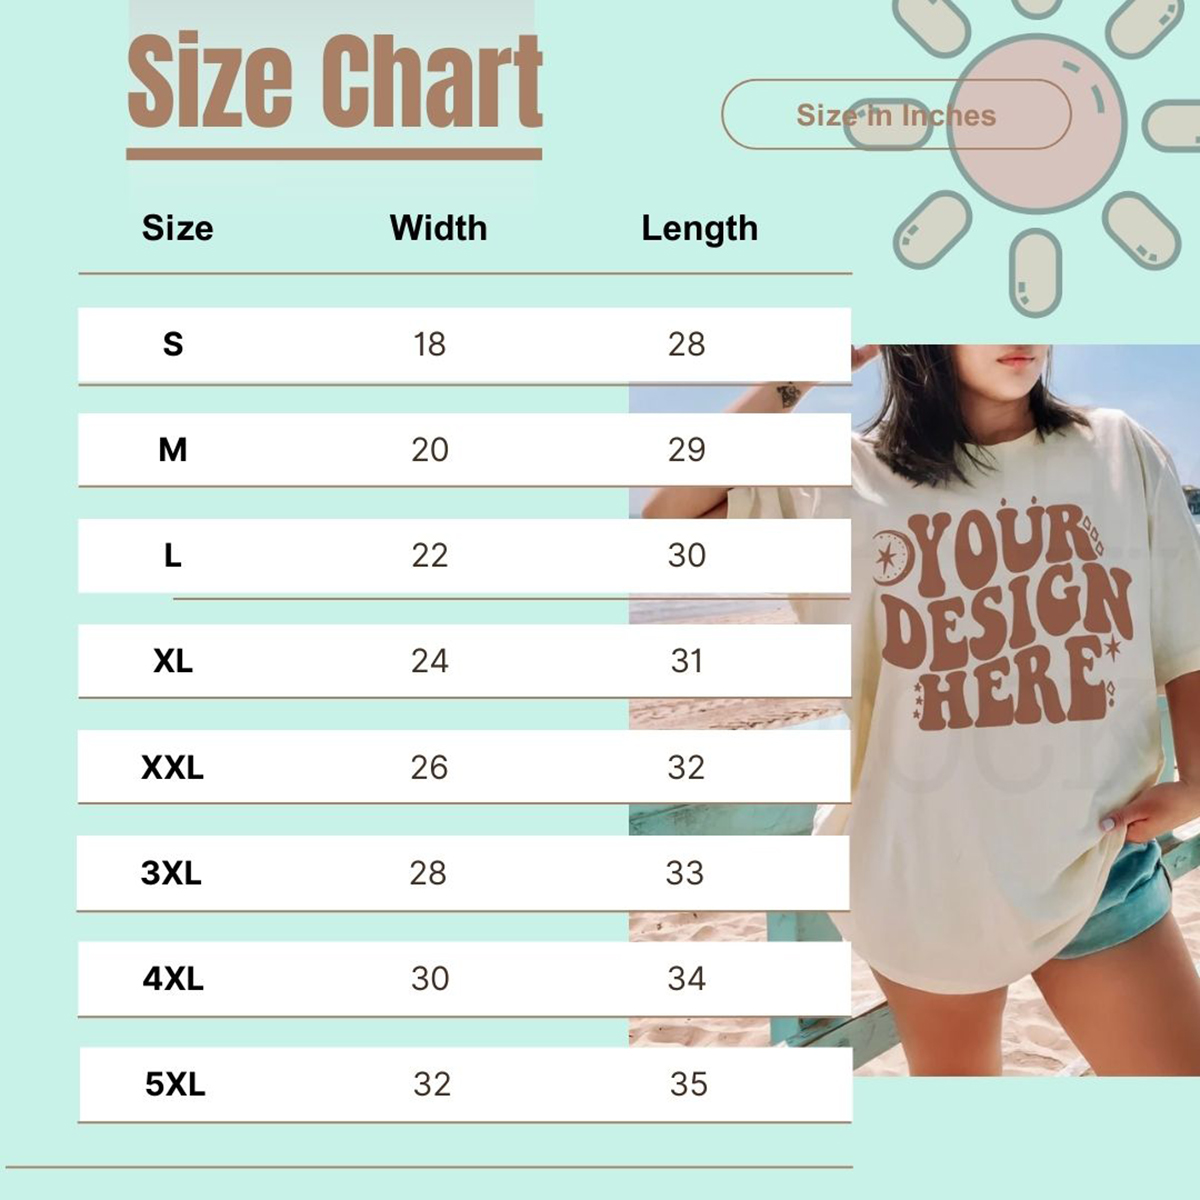 Size Chart
Size in Inches
Size Width Length
S 18 28
M 20 29
L 22 30
XL 24 31
XXL 26 32
3XL 28 33
4XL 30 34
5XL 32 35
YOUR
DESIGN
HERE